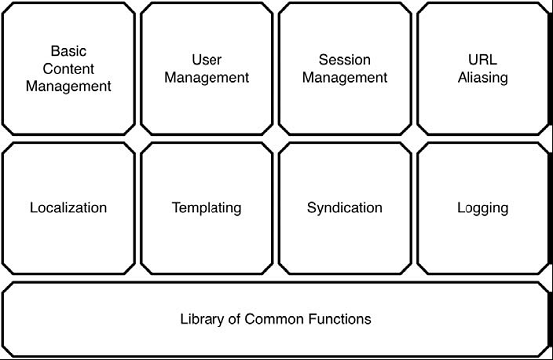 Basic
Content
Management
User
Management
Session
Management
URL
Aliasing
Localization
Templating
Syndication
Logging
Library of Common Functions